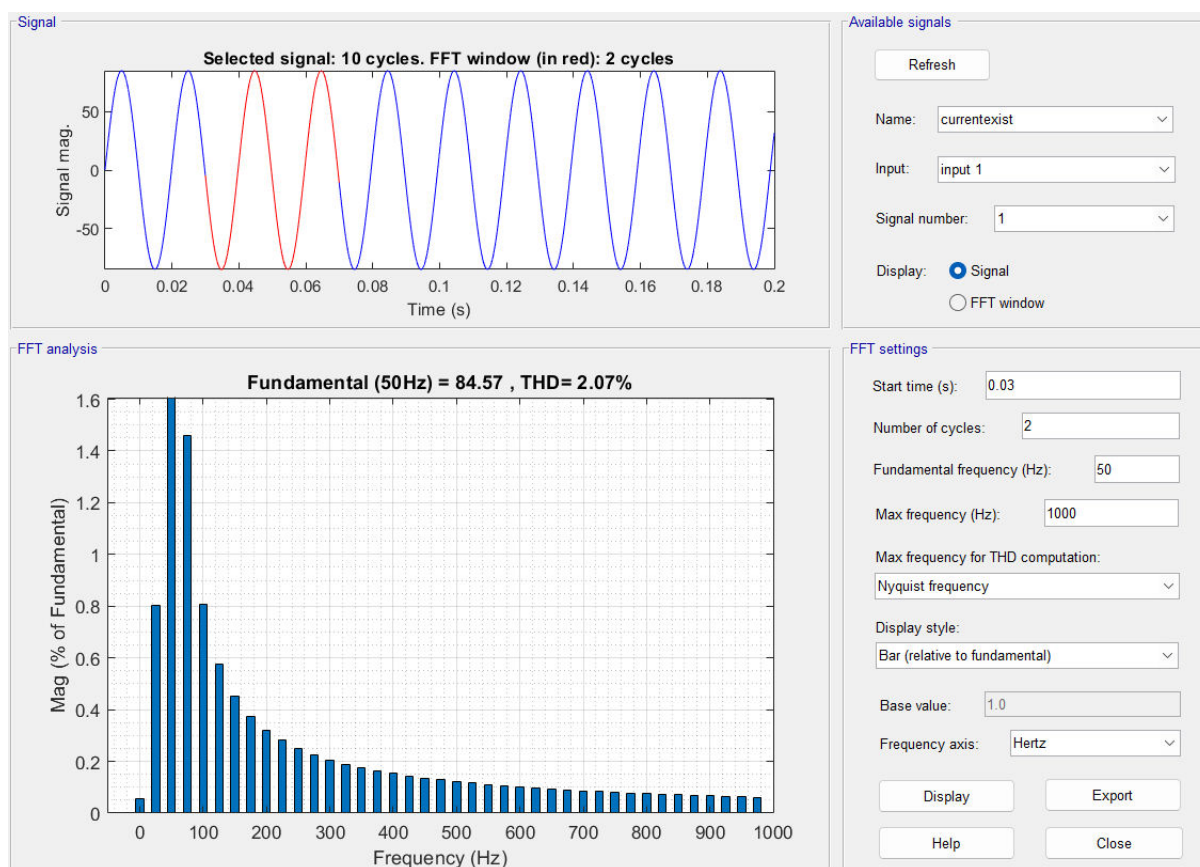 Signal
Selected signal: 10 cycles. FFT window (in red): 2 cycles
50
0
-50
Signal mag.
0 0.02 0.04 0.06 0.08 0.1 0.12 0.14 0.16 0.18 0.2
Time (s)
Available signals
Refresh
Name: currentexist
Input: input 1
Signal number: 1
Display: Signal
FFT window
FFT analysis
Fundamental (50Hz) = 84.57 , THD= 2.07%
1.6
1.4
1.2
1
0.8
0.6
0.4
0.2
0
Mag (% of Fundamental)
0 100 200 300 400 500 600 700 800 900 1000
Frequency (Hz)
FFT settings
Start time (s): 0.03
Number of cycles: 2
Fundamental frequency (Hz): 50
Max frequency (Hz): 1000
Max frequency for THD computation:
Nyquist frequency
Display style:
Bar (relative to fundamental)
Base value: 1.0
Frequency axis: Hertz
Display Export
Help Close